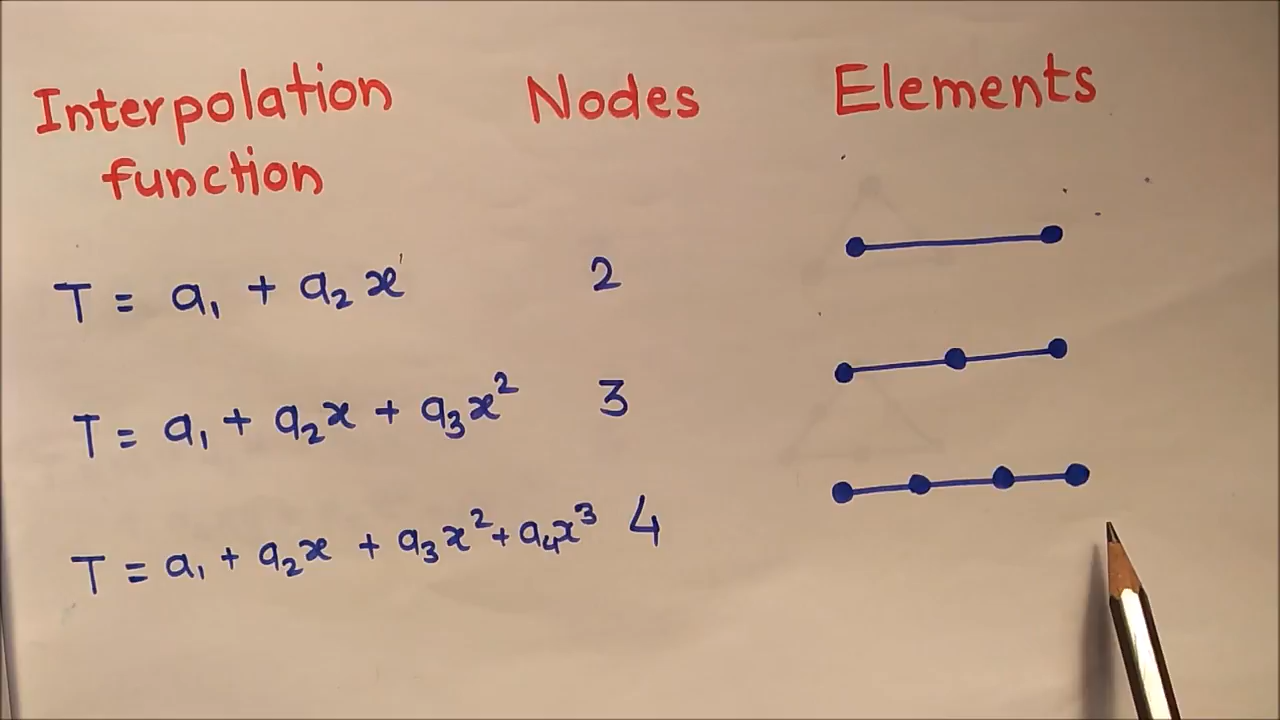 Interpolation function Nodes Elements
T = a₁ + a₂x 2
T = a₁ + a₂x + a₃x² 3
T = a₁ + a₂x + a₃x² + a₄x³ 4